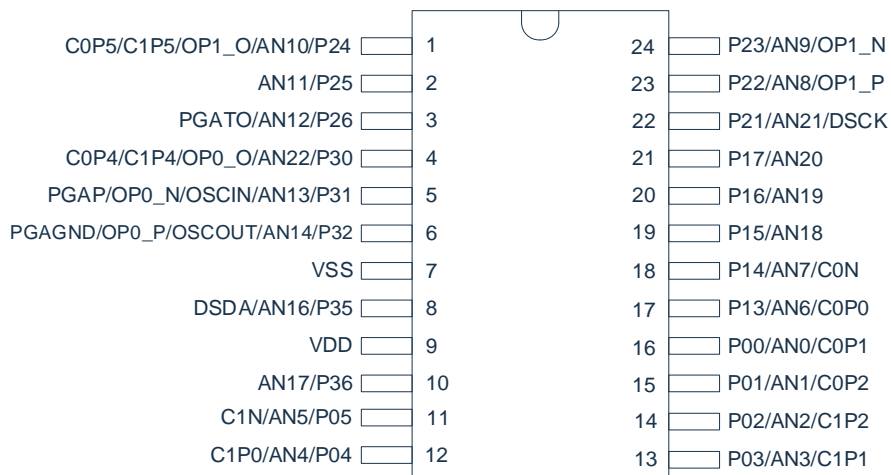 C0P5/C1P5/OP1_O/AN10/P24 1 24 P23/AN9/OP1_N
AN11/P25 2 23 P22/AN8/OP1_P
PGATO/AN12/P26 3 22 P21/AN21/DSCK
C0P4/C1P4/OP0_O/AN22/P30 4 21 P17/AN20
PGAP/OP0_N/OSCIN/AN13/P31 5 20 P16/AN19
PGAGND/OP0_P/OSCOUT/AN14/P32 6 19 P15/AN18
VSS 7 18 P14/AN7/C0N
DSDA/AN16/P35 8 17 P13/AN6/C0P0
VDD 9 16 P00/AN0/C0P1
AN17/P36 10 15 P01/AN1/C0P2
C1N/AN5/P05 11 14 P02/AN2/C1P2
C1P0/AN4/P04 12 13 P03/AN3/C1P1